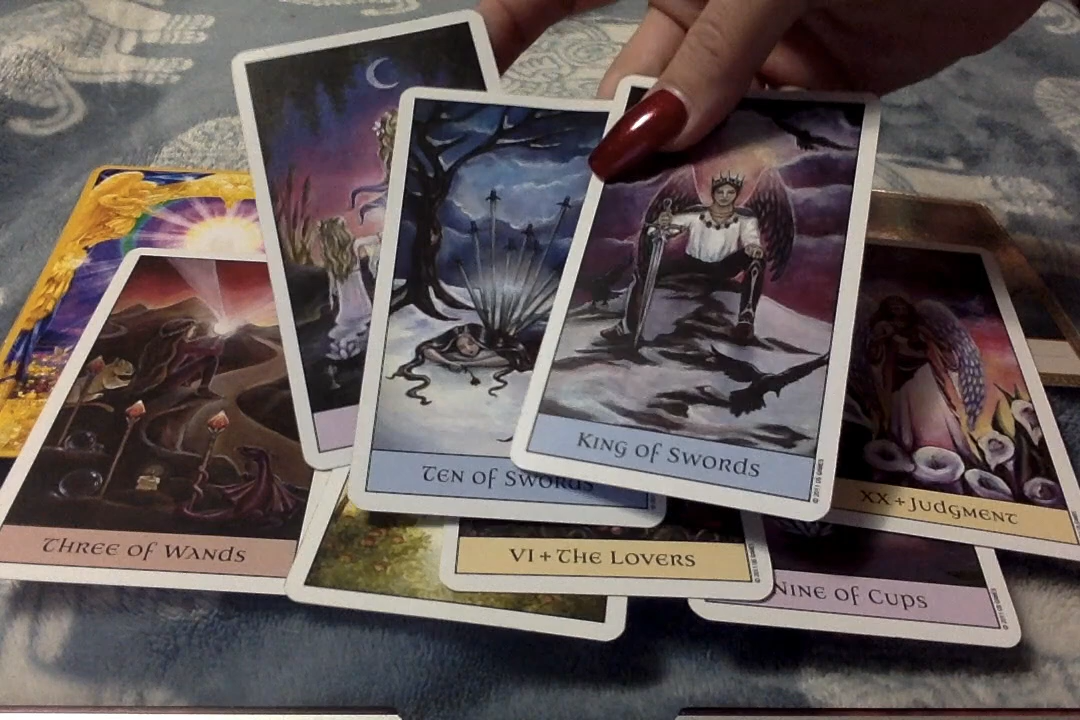 KING OF SWORDS
TEN OF SWORDS
XX + JUDGMENT
THREE OF WANDS
VI + THE LOVERS
NINE OF CUPS